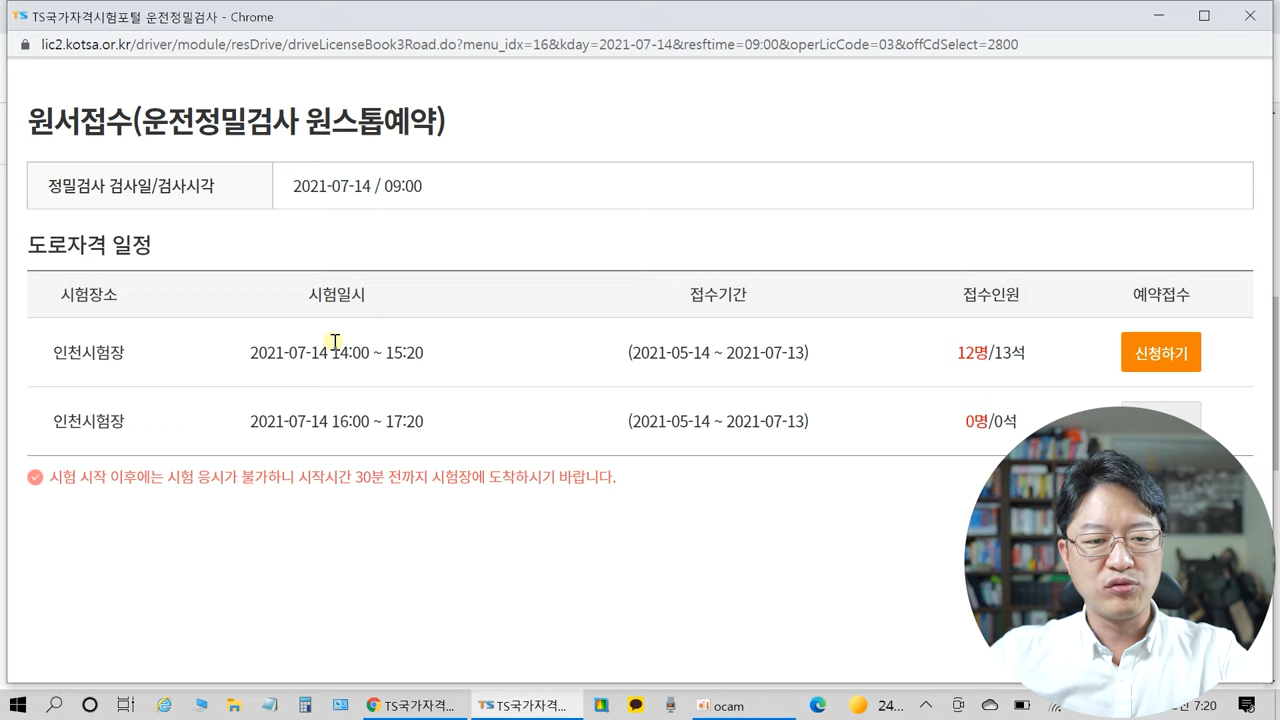 TS국가자격시험포털 운전정밀검사 - Chrome
lic2.kotsa.or.kr/driver/module/resDrive/driveLicenseBook3Road.do?menu_idx=16&kday=2021-07-14&resftime=09:00&operLicCode=03&offCdSelect=2800
원서접수(운전정밀검사 원스톱예약)
정밀검사 검사일/검사시각 2021-07-14 / 09:00
도로자격 일정
시험장소 시험일시 접수기간 접수인원 예약접수
인천시험장 2021-07-14 14:00 ~ 15:20 (2021-05-14 ~ 2021-07-13) 12명/13석 신청하기
인천시험장 2021-07-14 16:00 ~ 17:20 (2021-05-14 ~ 2021-07-13) 0명/0석
시험 시작 이후에는 시험 응시가 불가하니 시작시간 30분 전까지 시험장에 도착하시기 바랍니다.
TS국가자격... TS국가자격... ocam 24... 7:20